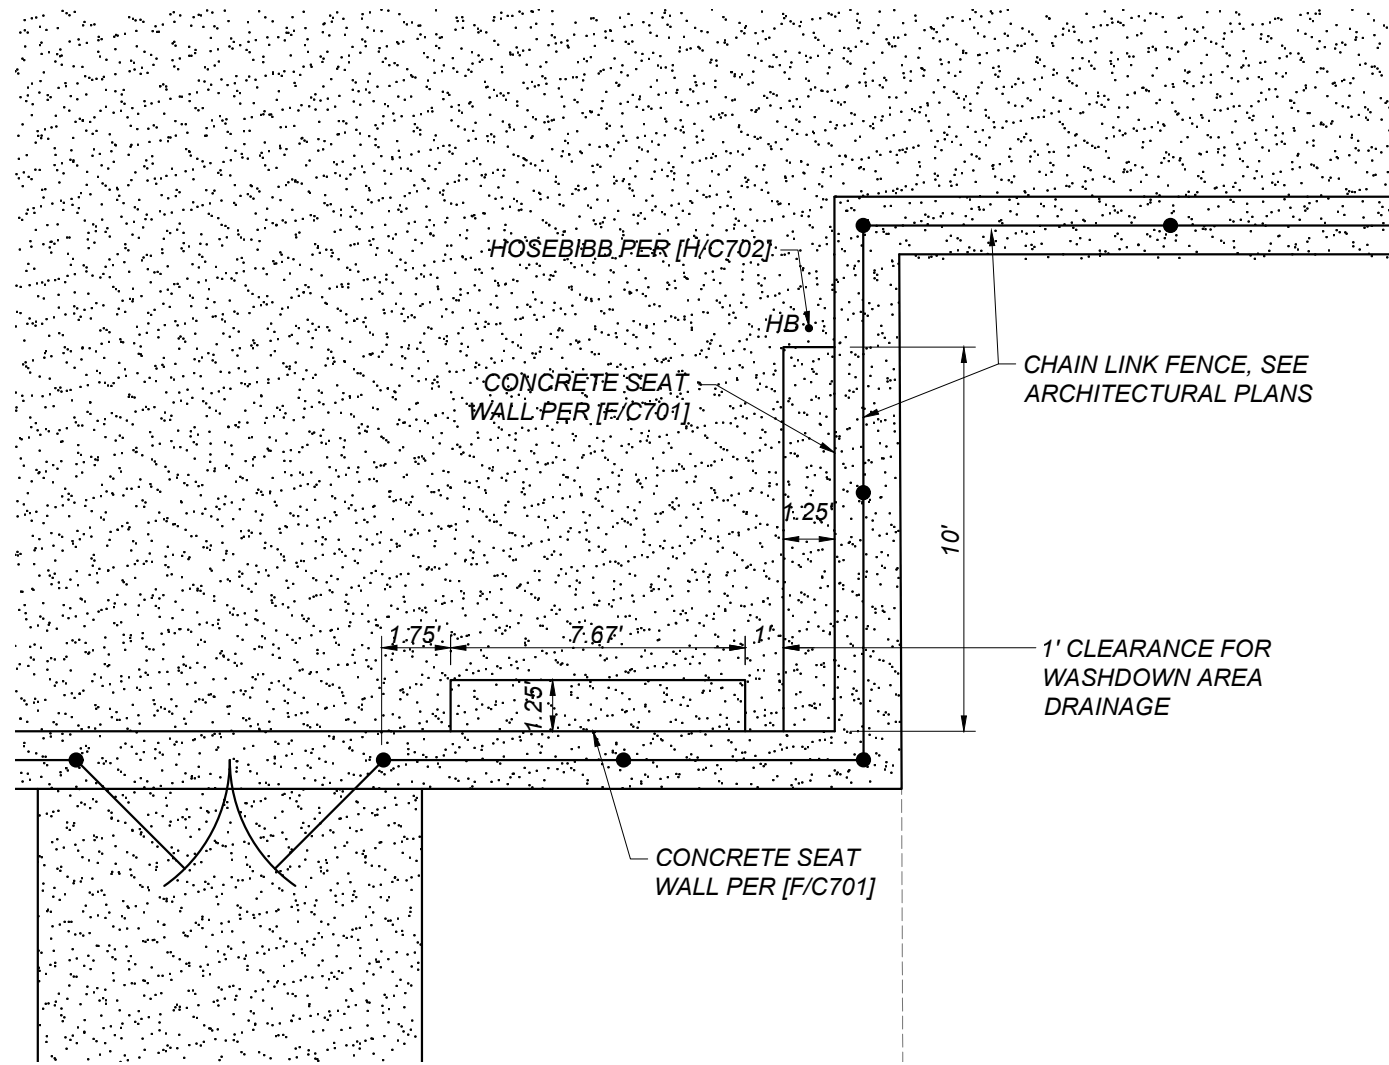 HOSEBIBB PER [H/C702]
HB
CONCRETE SEAT
WALL PER [F/C701]
CHAIN LINK FENCE, SEE
ARCHITECTURAL PLANS
1.25'
10'
1.75'
7.67'
1'
1' CLEARANCE FOR
WASHDOWN AREA
DRAINAGE
1.25'
CONCRETE SEAT
WALL PER [F/C701]